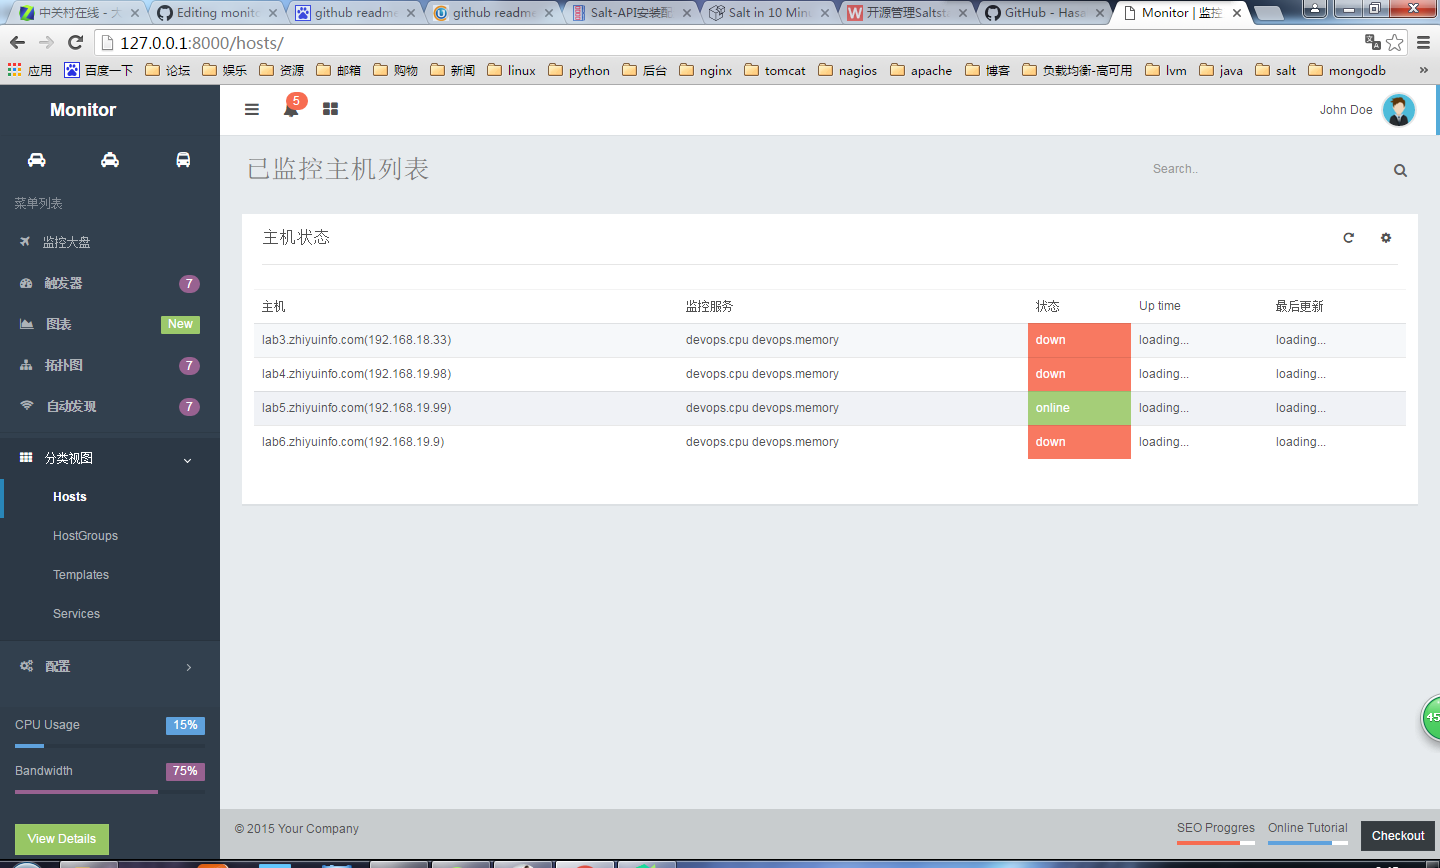 中关村在线 - 大
Editing monito
github readme
github readme
Salt-API安装配
Salt in 10 Minu
开源管理Saltsta
GitHub - Hasa
Monitor | 监控
127.0.0.1:8000/hosts/
应用 百度一下 论坛 娱乐 资源 邮箱 购物 新闻 linux python 后台 nginx tomcat nagios apache 博客 负载均衡-高可用 lvm java salt mongodb »
Monitor
5
John Doe
菜单列表
监控大盘
触发器 7
图表 New
拓扑图 7
自动发现 7
分类视图
Hosts
HostGroups
Templates
Services
配置
CPU Usage 15%
Bandwidth 75%
View Details
已监控主机列表
Search..
主机状态
主机 监控服务 状态 Up time 最后更新
lab3.zhiyuinfo.com(192.168.18.33) devops.cpu devops.memory down loading... loading...
lab4.zhiyuinfo.com(192.168.19.98) devops.cpu devops.memory down loading... loading...
lab5.zhiyuinfo.com(192.168.19.99) devops.cpu devops.memory online loading... loading...
lab6.zhiyuinfo.com(192.168.19.9) devops.cpu devops.memory down loading... loading...
45
© 2015 Your Company
SEO Proggres
Online Tutorial
Checkout